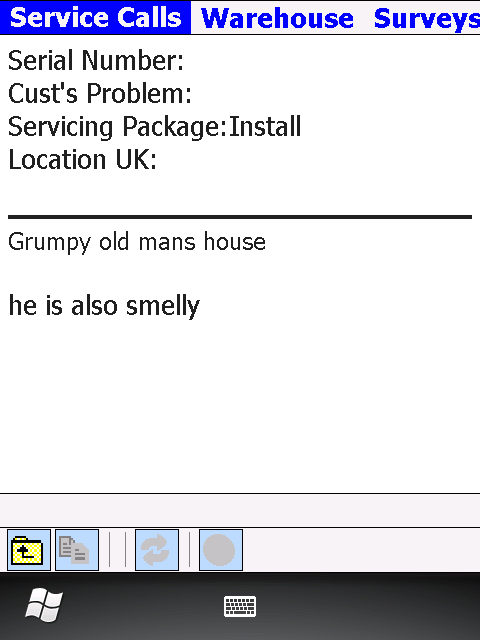 Service Calls Warehouse Surveys
Serial Number:
Cust's Problem:
Servicing Package:Install
Location UK:
Grumpy old mans house
he is also smelly